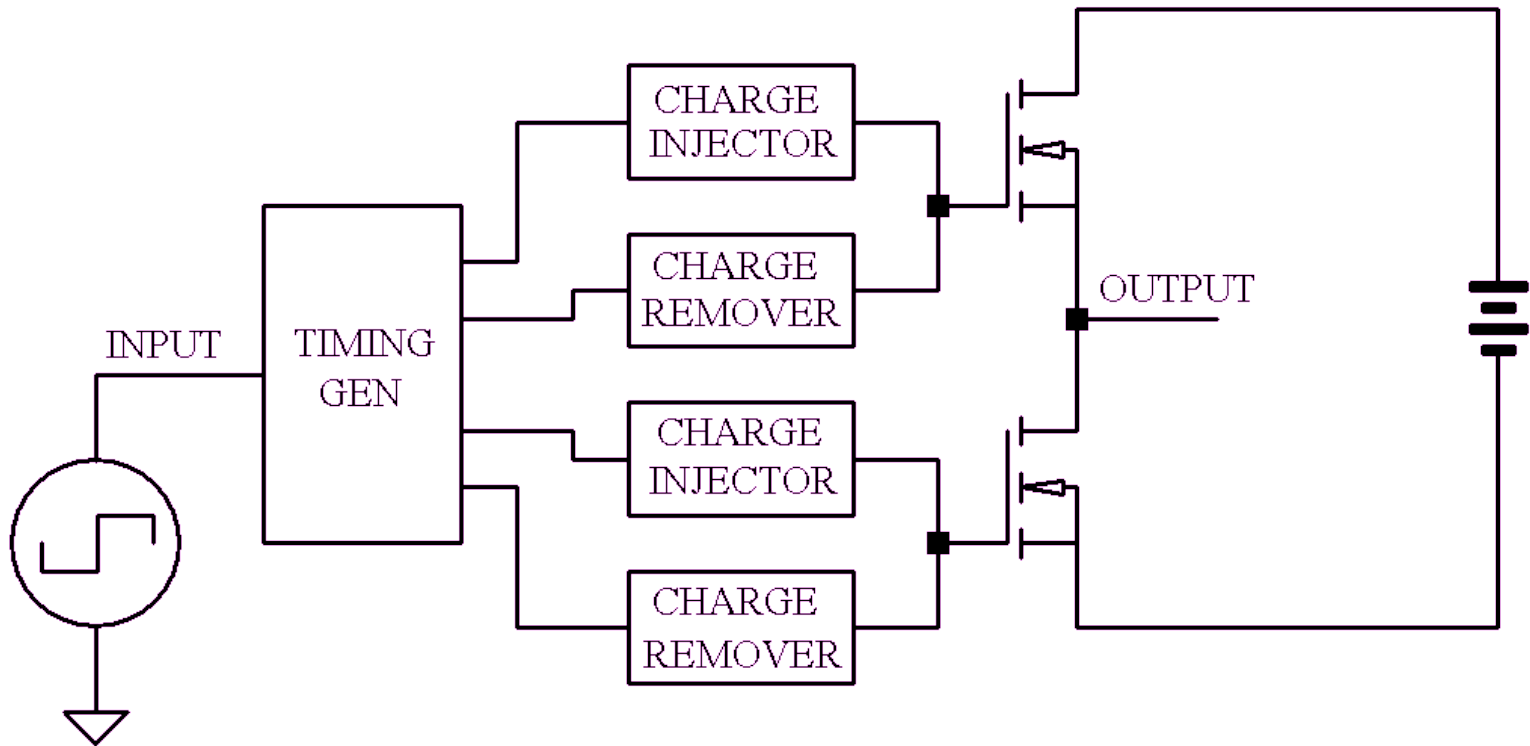 CHARGE
INJECTOR
CHARGE
REMOVER
OUTPUT
INPUT
TIMING
GEN
CHARGE
INJECTOR
CHARGE
REMOVER